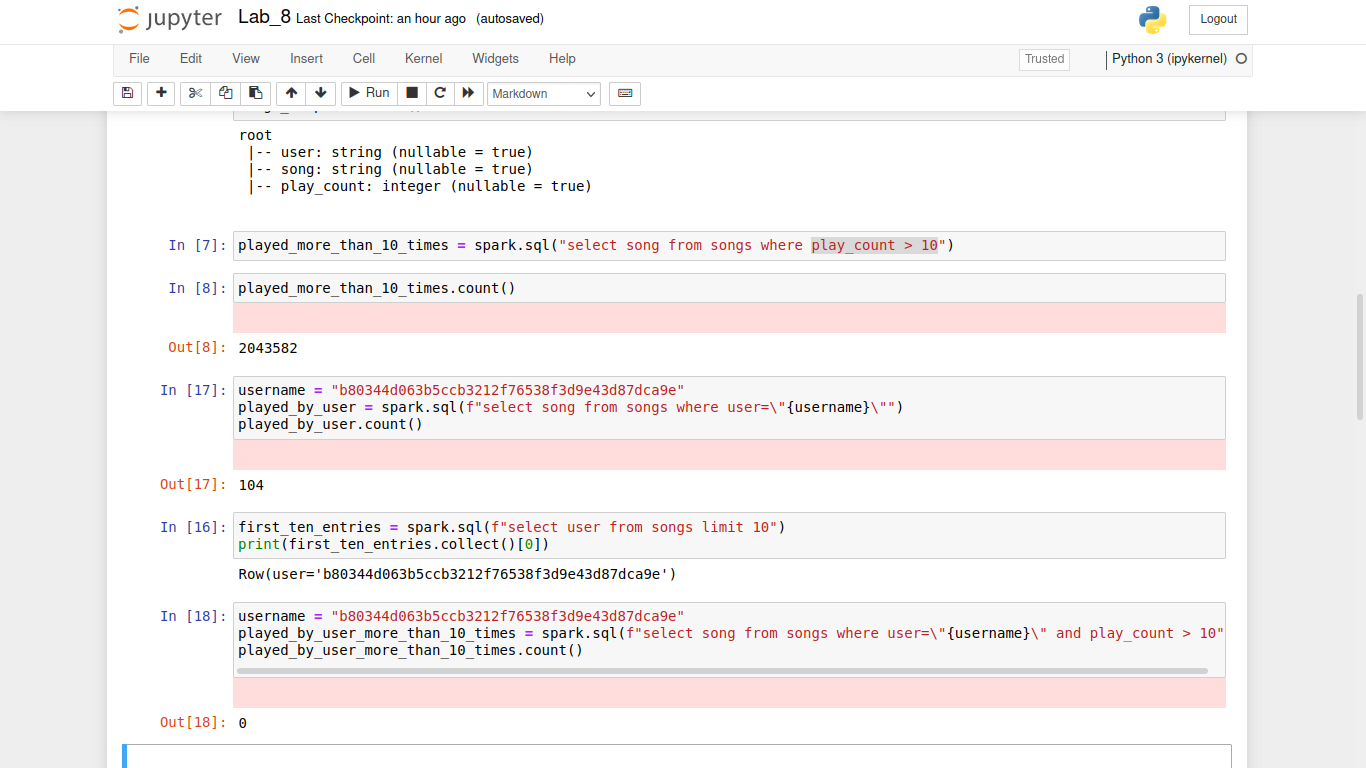 jupyter Lab_8 Last Checkpoint: an hour ago (autosaved)
Logout
File Edit View Insert Cell Kernel Widgets Help
Trusted
Python 3 (ipykernel)
Run
Markdown
root
 |-- user: string (nullable = true)
 |-- song: string (nullable = true)
 |-- play_count: integer (nullable = true)
In [7]: played_more_than_10_times = spark.sql("select song from songs where play_count > 10")
In [8]: played_more_than_10_times.count()
Out[8]: 2043582
In [17]: username = "b80344d063b5ccb3212f76538f3d9e43d87dca9e"
played_by_user = spark.sql(f"select song from songs where user=\"{username}\"")
played_by_user.count()
Out[17]: 104
In [16]: first_ten_entries = spark.sql(f"select user from songs limit 10")
print(first_ten_entries.collect()[0])
Row(user='b80344d063b5ccb3212f76538f3d9e43d87dca9e')
In [18]: username = "b80344d063b5ccb3212f76538f3d9e43d87dca9e"
played_by_user_more_than_10_times = spark.sql(f"select song from songs where user=\"{username}\" and play_count > 10"
played_by_user_more_than_10_times.count()
Out[18]: 0